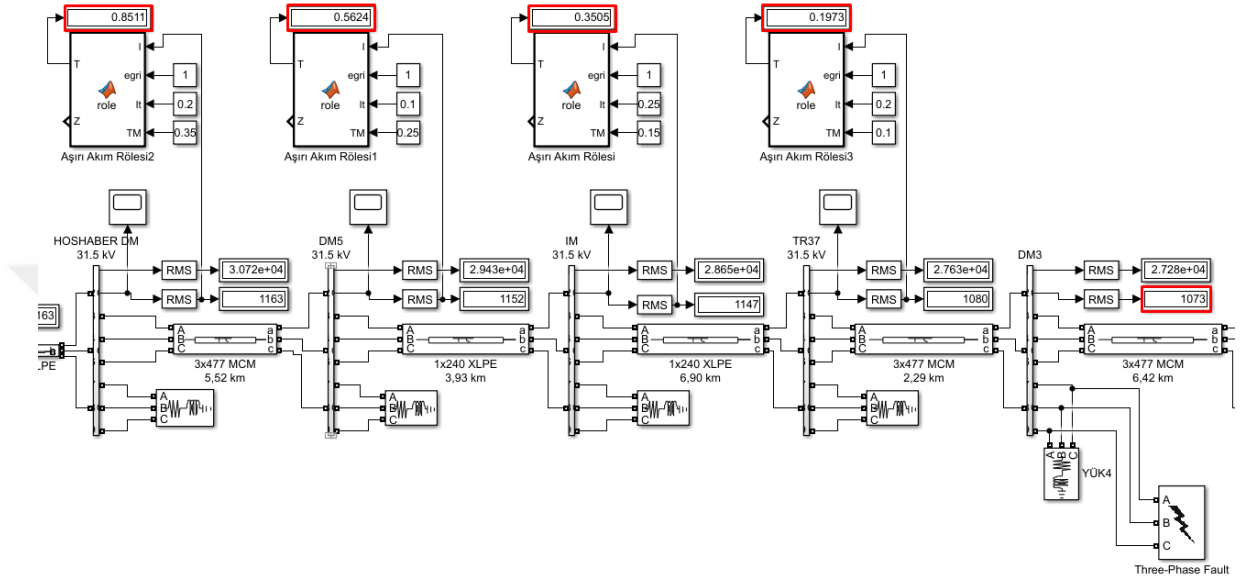 0.8511
0.5624
0.3505
0.1973
I
T
egri
1
role
It
0.2
Z
TM
0.35
Aşırı Akım Rölesi2
I
T
egri
1
role
It
0.1
Z
TM
0.25
Aşırı Akım Rölesi1
I
T
egri
1
role
It
0.25
Z
TM
0.15
Aşırı Akım Rölesi
I
T
egri
1
role
It
0.2
Z
TM
0.1
Aşırı Akım Rölesi3
HOSHABER DM
31.5 kV
RMS
3.072e+04
RMS
1163
DM5
31.5 kV
RMS
2.943e+04
RMS
1152
IM
31.5 kV
RMS
2.865e+04
RMS
1147
TR37
31.5 kV
RMS
2.763e+04
RMS
1080
DM3
RMS
2.728e+04
RMS
1073
163
LPE
A a
B b
C c
3x477 MCM
5,52 km
A a
B b
C c
1x240 XLPE
3,93 km
A a
B b
C c
1x240 XLPE
6,90 km
A a
B b
C c
3x477 MCM
2,29 km
A a
B b
C c
3x477 MCM
6,42 km
A
B
C
A
B
C
A
B
C
A
B
C
A B C
YÜK4
A
B
C
Three-Phase Fault